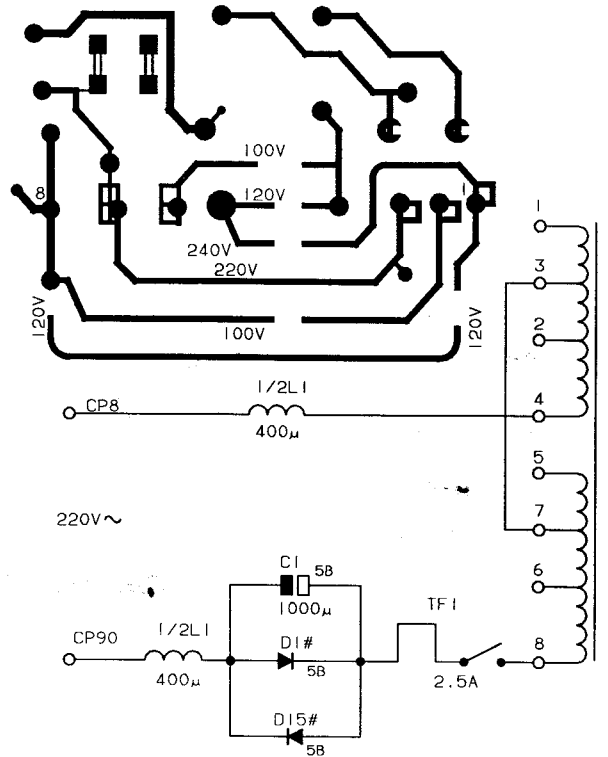 100V
8
120V
1
240V
220V
120V
100V
120V
1
3
2
4
5
7
6
8
1/2L1
CP8
400μ
220V~
C1
5B
1000μ
TF1
1/2L1
CP90
D1#
5B
400μ
2.5A
D15#
5B